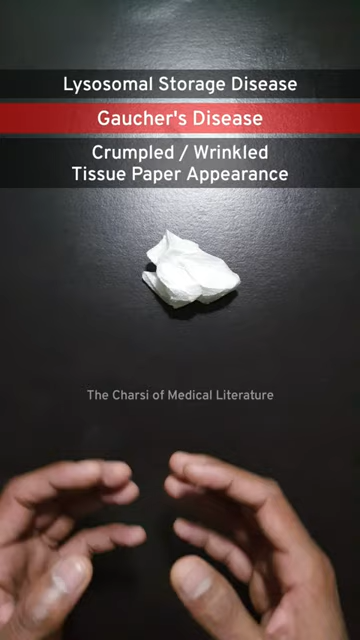 Lysosomal Storage Disease
Gaucher's Disease
Crumpled / Wrinkled
Tissue Paper Appearance
The Charsi of Medical Literature